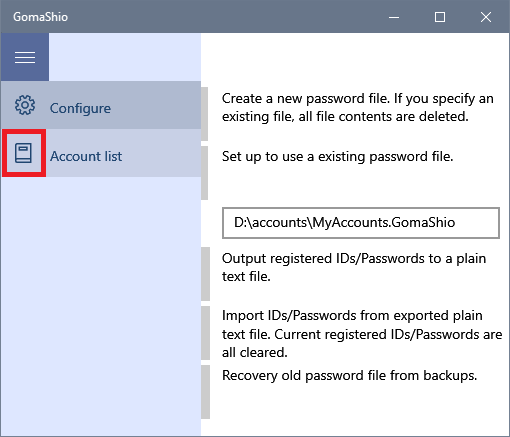 GomaShio
Configure
Account list
Create a new password file. If you specify an
existing file, all file contents are deleted.
Set up to use a existing password file.
D:\accounts\MyAccounts.GomaShio
Output registered IDs/Passwords to a plain
text file.
Import IDs/Passwords from exported plain
text file. Current registered IDs/Passwords are
all cleared.
Recovery old password file from backups.